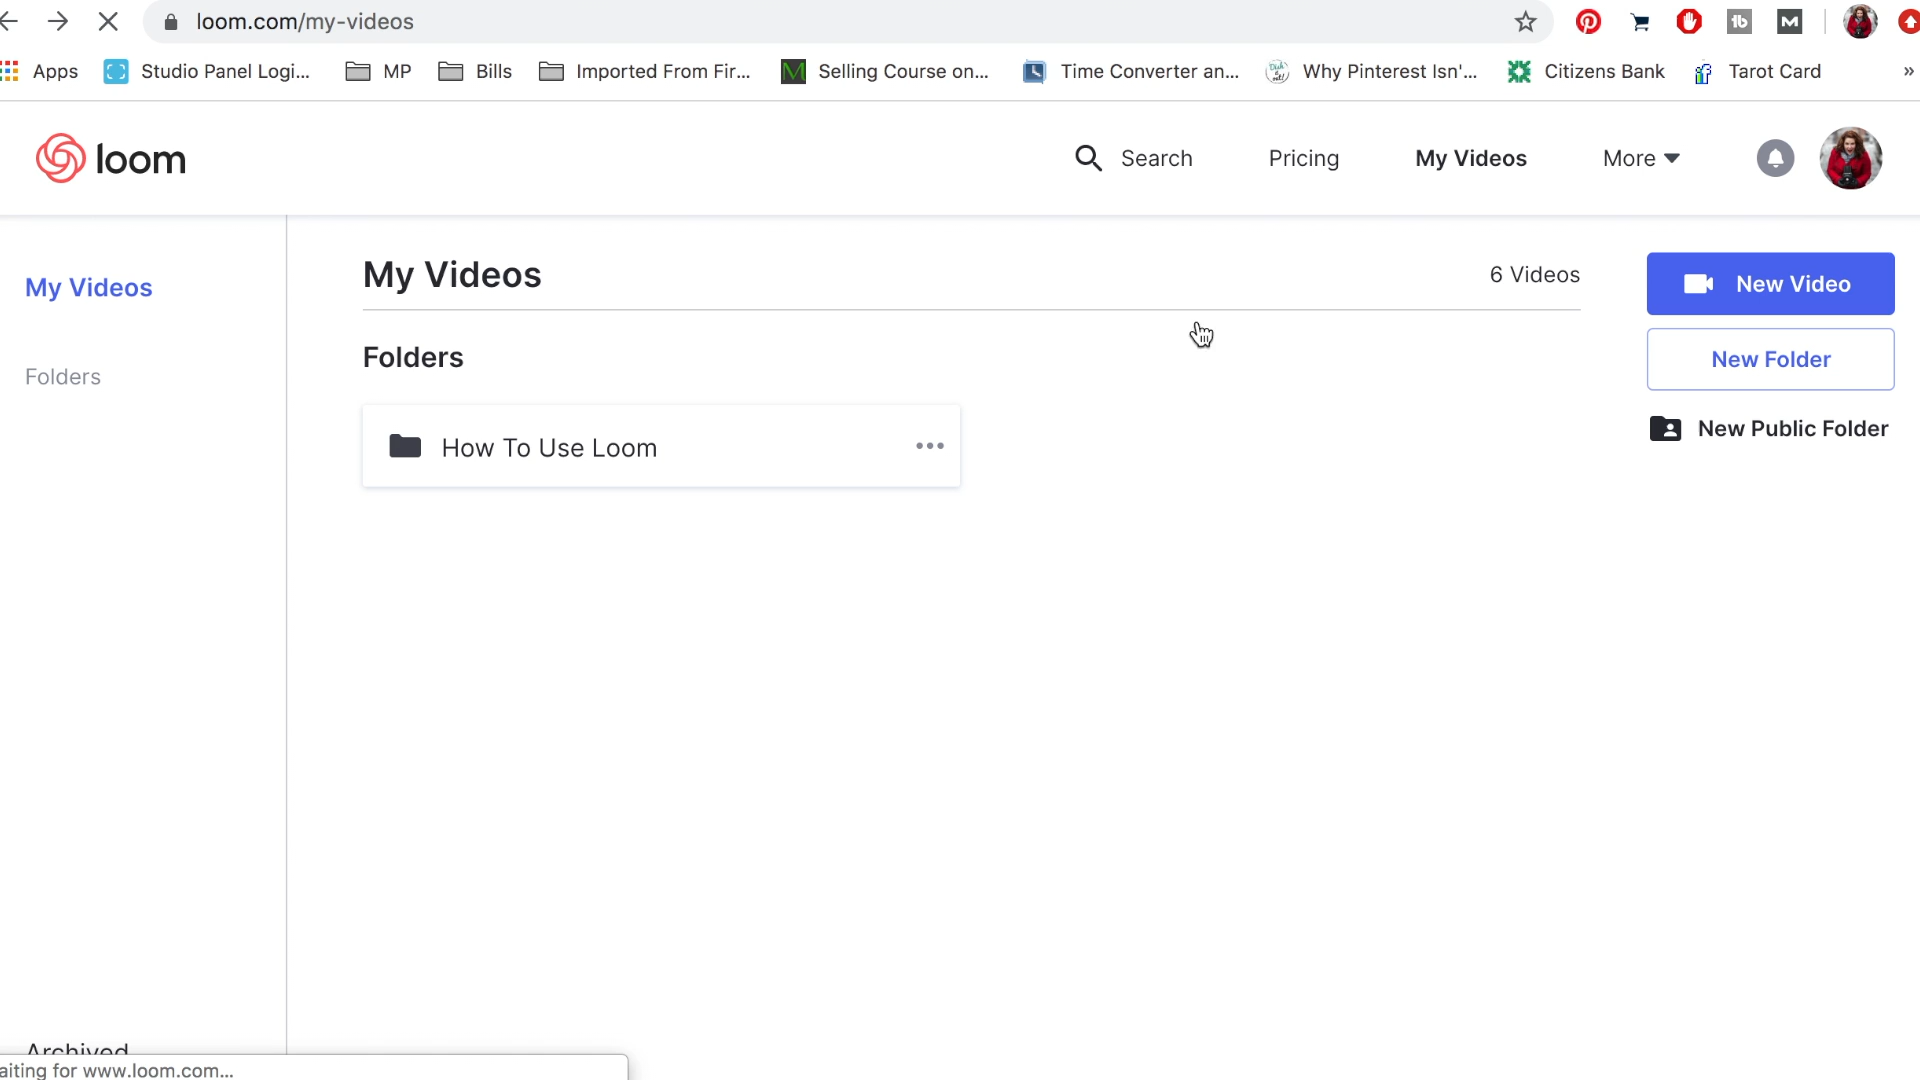 loom.com/my-videos
Apps Studio Panel Logi... MP Bills Imported From Fir... Selling Course on... Time Converter an... Why Pinterest Isn'... Citizens Bank Tarot Card »
loom Search Pricing My Videos More
My Videos
Folders
Archived
My Videos 6 Videos
Folders
How To Use Loom
New Video
New Folder
New Public Folder
aiting for www.loom.com...